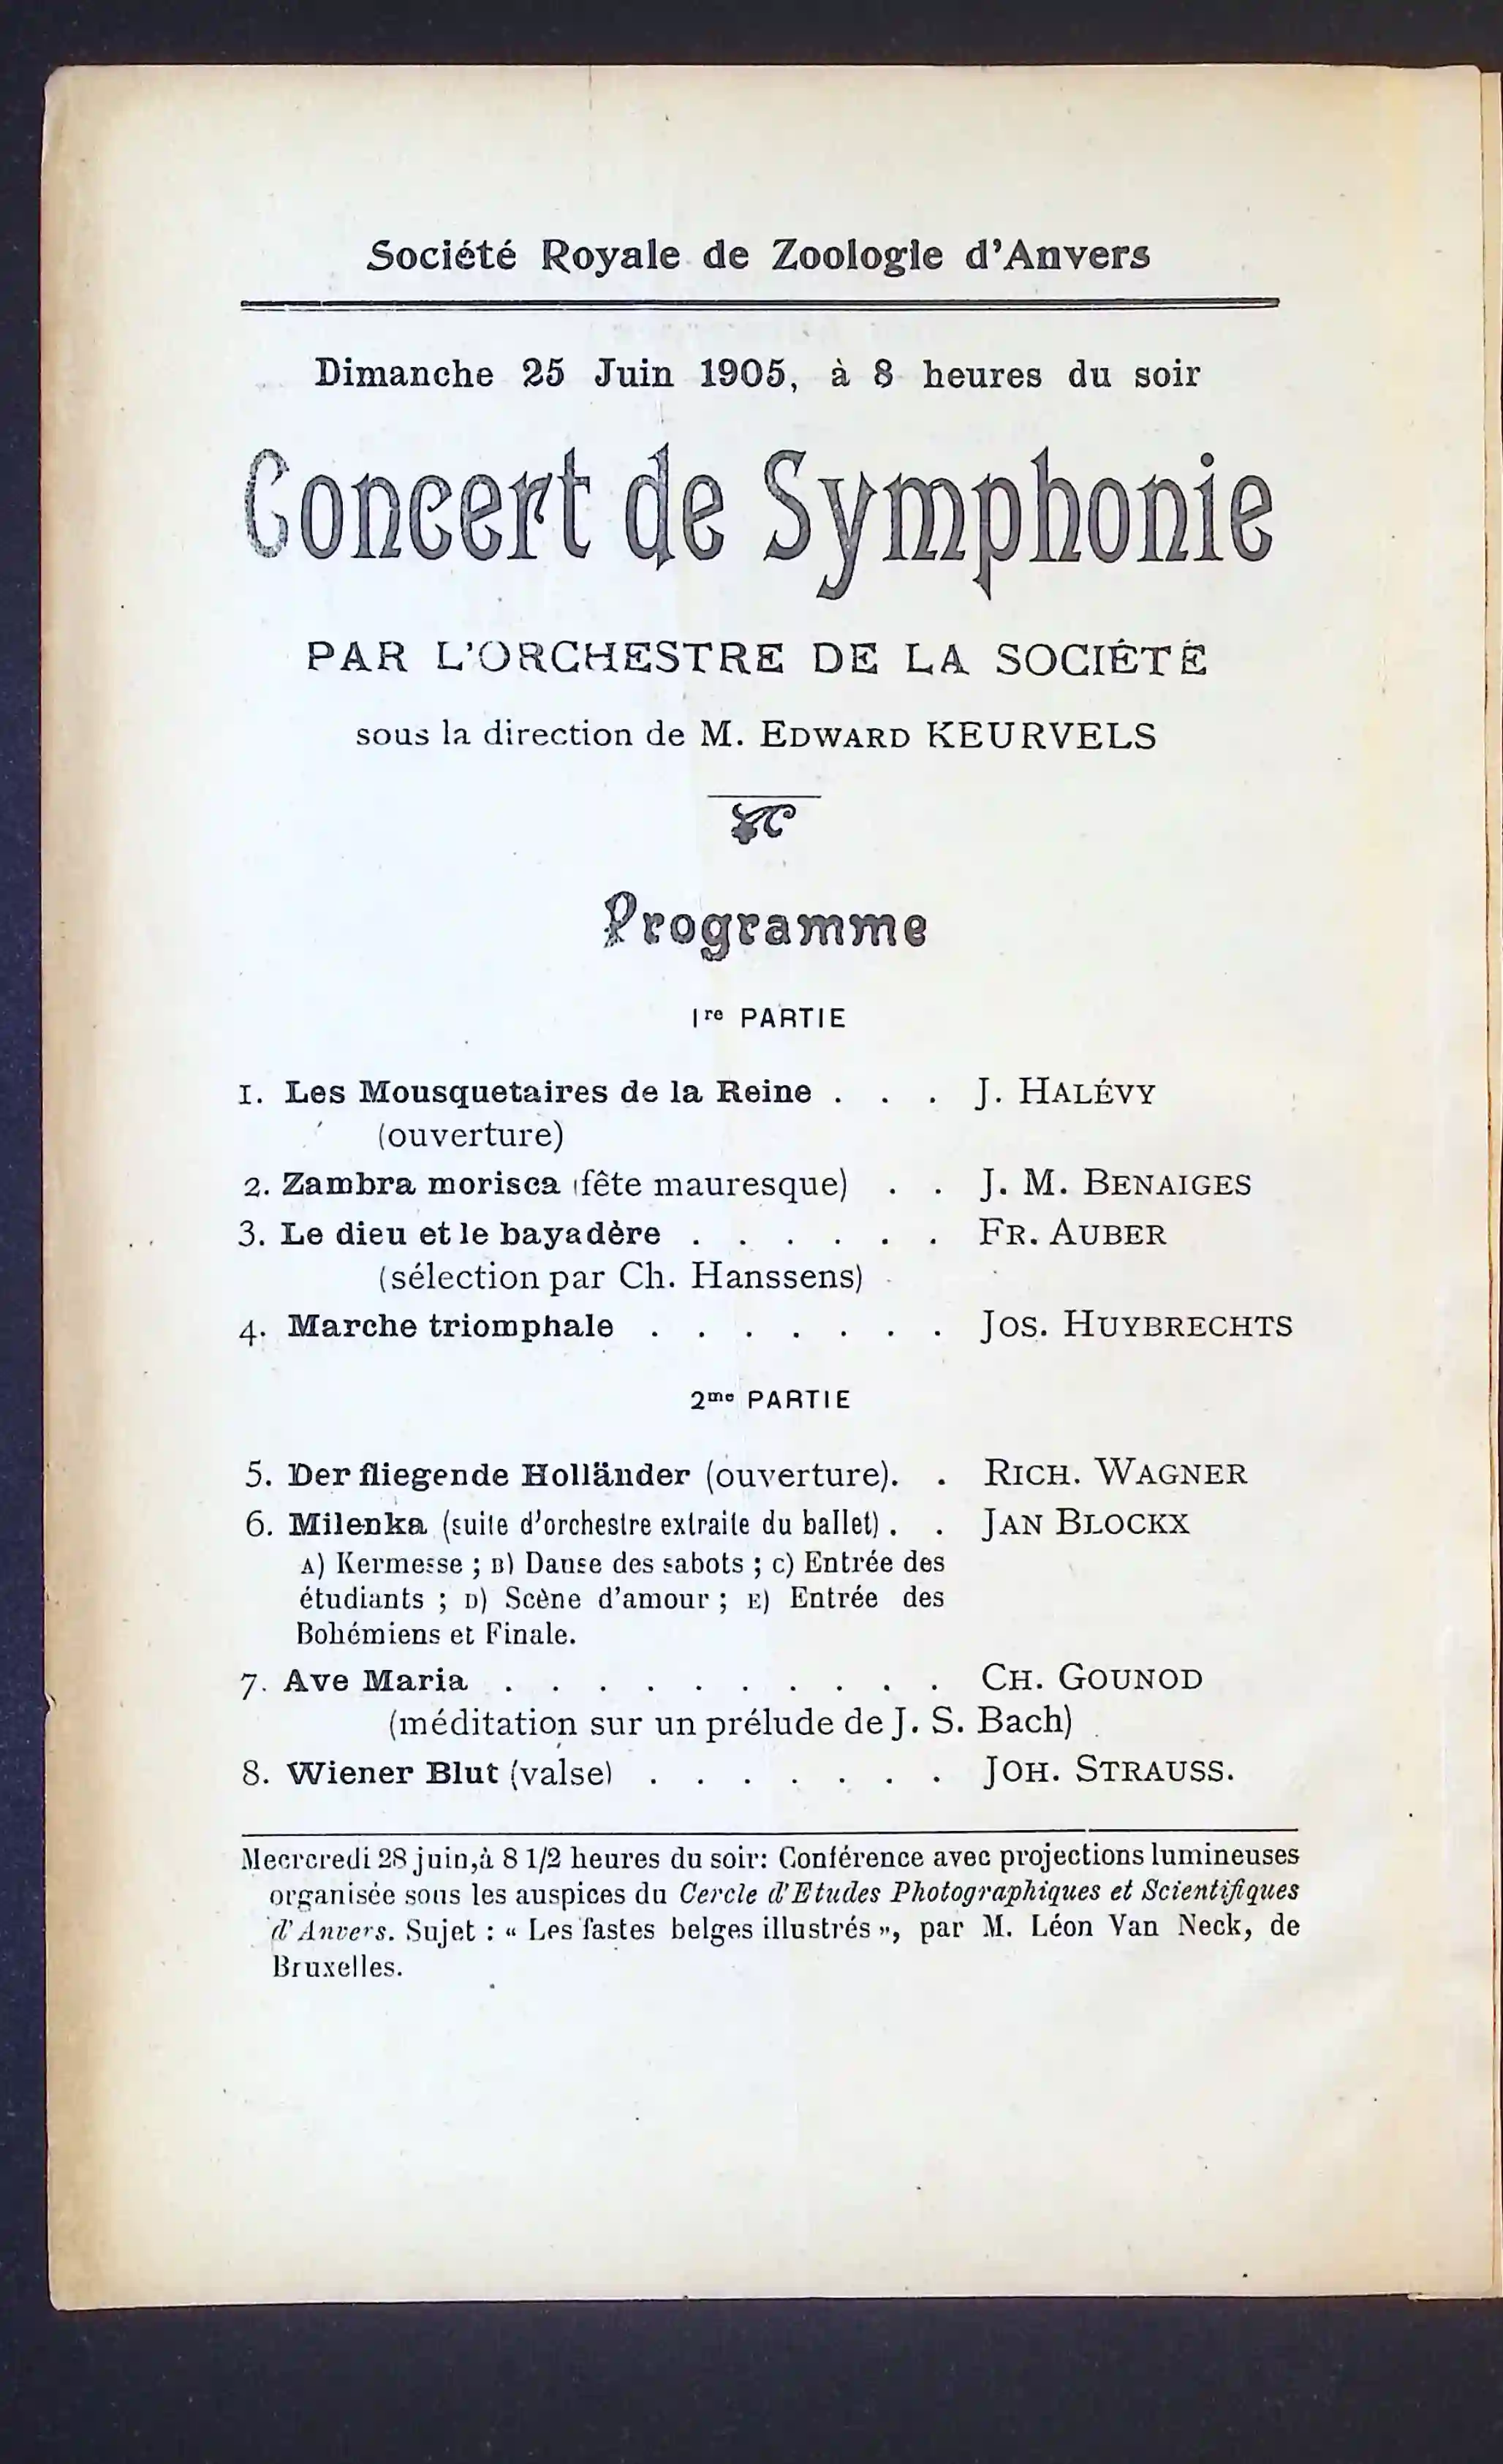 Société Royale de Zoologie d'Anvers
Dimanche 25 Juin 1905, à 8 heures du soir
Concert de Symphonie
PAR L'ORCHESTRE DE LA SOCIÉTÉ
sous la direction de M. EDWARD KEURVELS
Programme
1re PARTIE
1. Les Mousquetaires de la Reine . . . J. HALÉVY
(ouverture)
2. Zambra morisca (fête mauresque) . . J. M. BENAIGES
3. Le dieu et le bayadère . . . . . . FR. AUBER
(sélection par Ch. Hanssens)
4. Marche triomphale . . . . . . . JOS. HUYBRECHTS
2me PARTIE
5. Der fliegende Holländer (ouverture). . RICH. WAGNER
6. Milenka (suite d'orchestre extraite du ballet) . . JAN BLOCKX
A) Kermesse ; B) Danse des sabots ; C) Entrée des
étudiants ; D) Scène d'amour ; E) Entrée des
Bohémiens et Finale.
7. Ave Maria . . . . . . . . . . CH. GOUNOD
(méditation sur un prélude de J. S. Bach)
8. Wiener Blut (valse) . . . . . . . JOH. STRAUSS.
Mecrcredi 28 juin, à 8 1/2 heures du soir: Conférence avec projections lumineuses
organisée sous les auspices du Cercle d'Etudes Photographiques et Scientifiques
d'Anvers. Sujet : « Les fastes belges illustrés », par M. Léon Van Neck, de
Bruxelles.